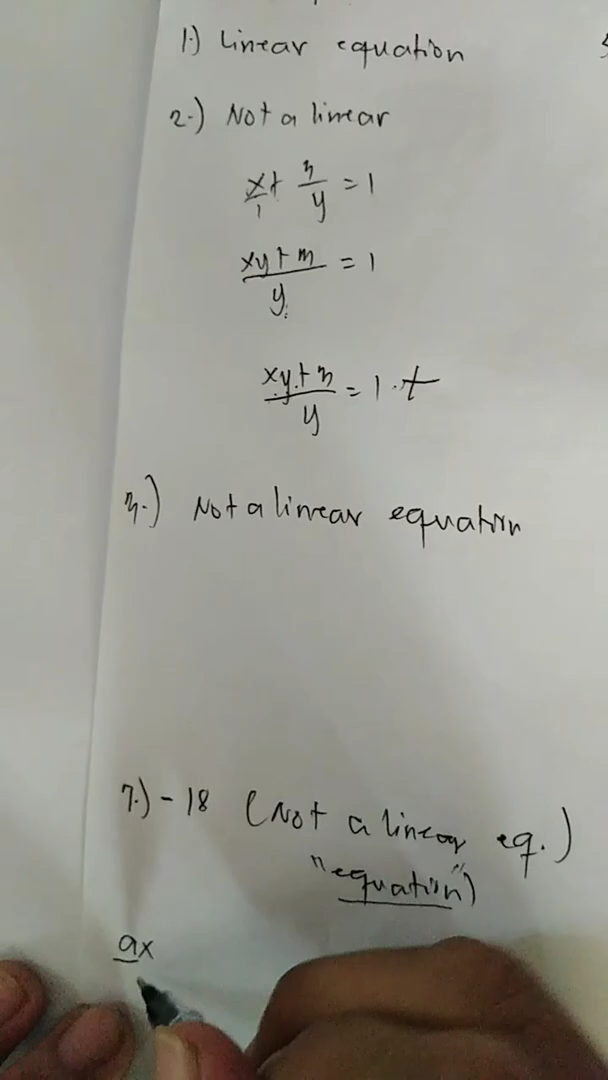 1.) Linear equation
2.) Not a linear
x/1 + 3/y = 1
xy+3/y = 1
xy+3/y = 1 ·
3.) Not a linear equation
7.) - 18 (Not a linear eq.)
"equation")
ax